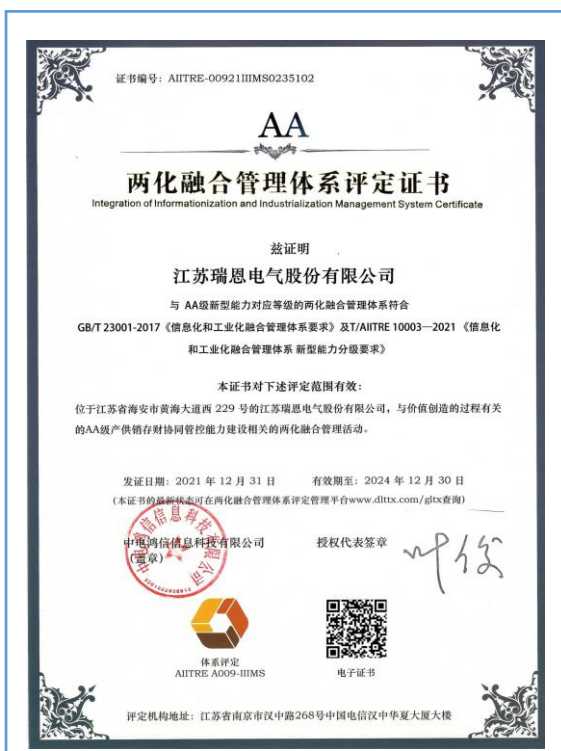 证书编号：AIITRE-00921IIIMS0235102
AA
两化融合管理体系评定证书
Integration of Informationization and Industrialization Management System Certificate
兹证明
江苏瑞恩电气股份有限公司
与 AA级新型能力对应等级的两化融合管理体系符合
GB/T 23001-2017《信息化和工业化融合管理体系要求》及T/AIITRE 10003—2021 《信息化
和工业化融合管理体系 新型能力分级要求》
本证书对下述评定范围有效：
位于江苏省海安市黄海大道西 229 号的江苏瑞恩电气股份有限公司，与价值创造的过程有关
的AA级产供销存财协同管控能力建设相关的两化融合管理活动。
发证日期：2021 年 12 月 31 日 有效期至：2024 年 12 月 30 日
(本证书的最新状态可在两化融合管理体系评定管理平台www.dlttx.com/gltx查询)
中电鸿信信息科技有限公司 授权代表签章 叶俊
（盖章）
中电鸿信信息科技有限公司
体系评定 电子证书
AIITRE A009-IIIMS
评定机构地址：江苏省南京市汉中路268号中国电信汉中华夏大厦大楼